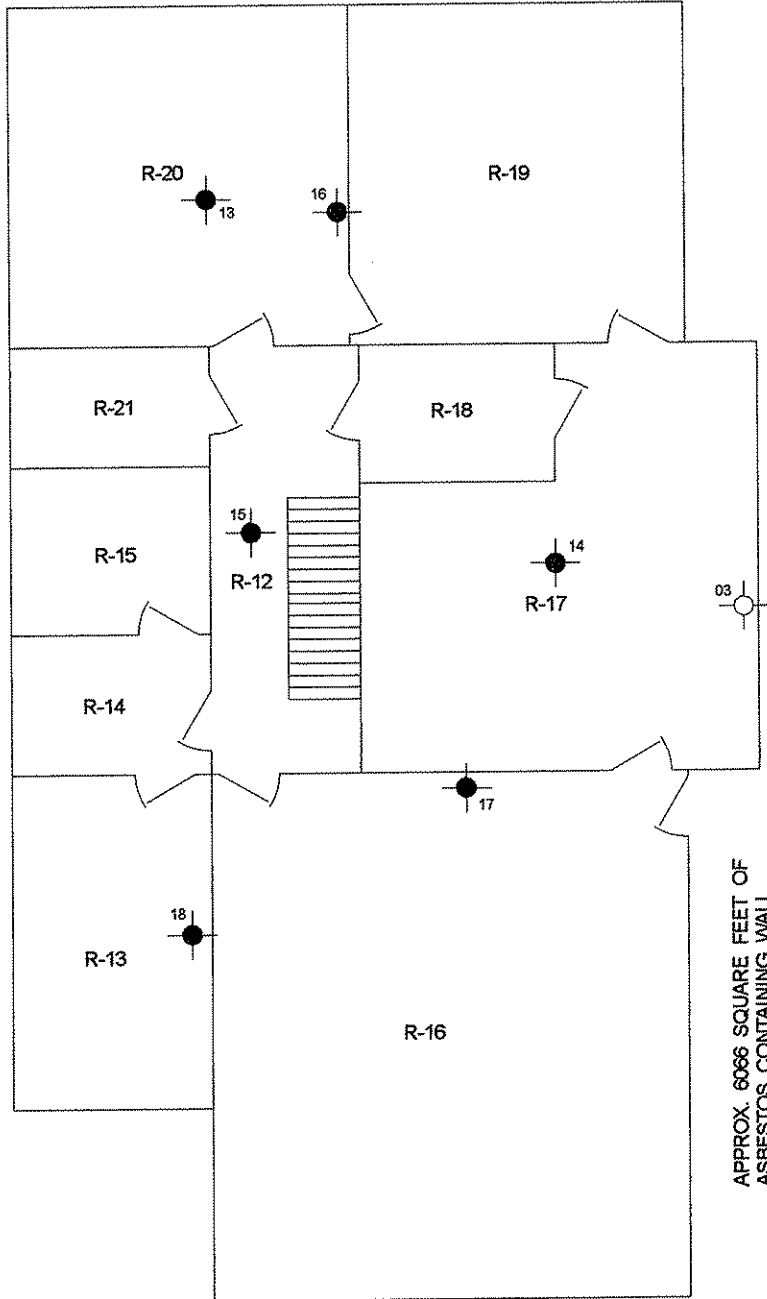 R-20
13
16
R-19
R-21
R-18
R-15
15
R-12
14
R-17
03
R-14
17
18
R-13
R-16
APPROX. 6066 SQUARE FEET OF
ASBESTOS CONTAINING WALL